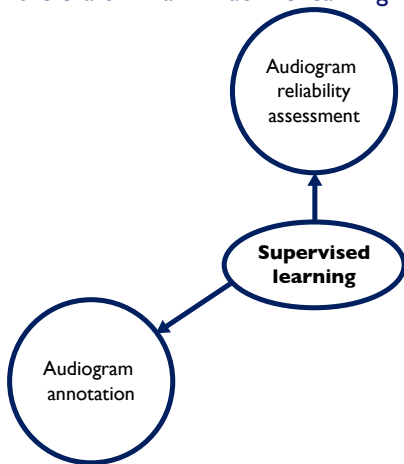 Audiogram
reliability
assessment
Supervised
learning
Audiogram
annotation